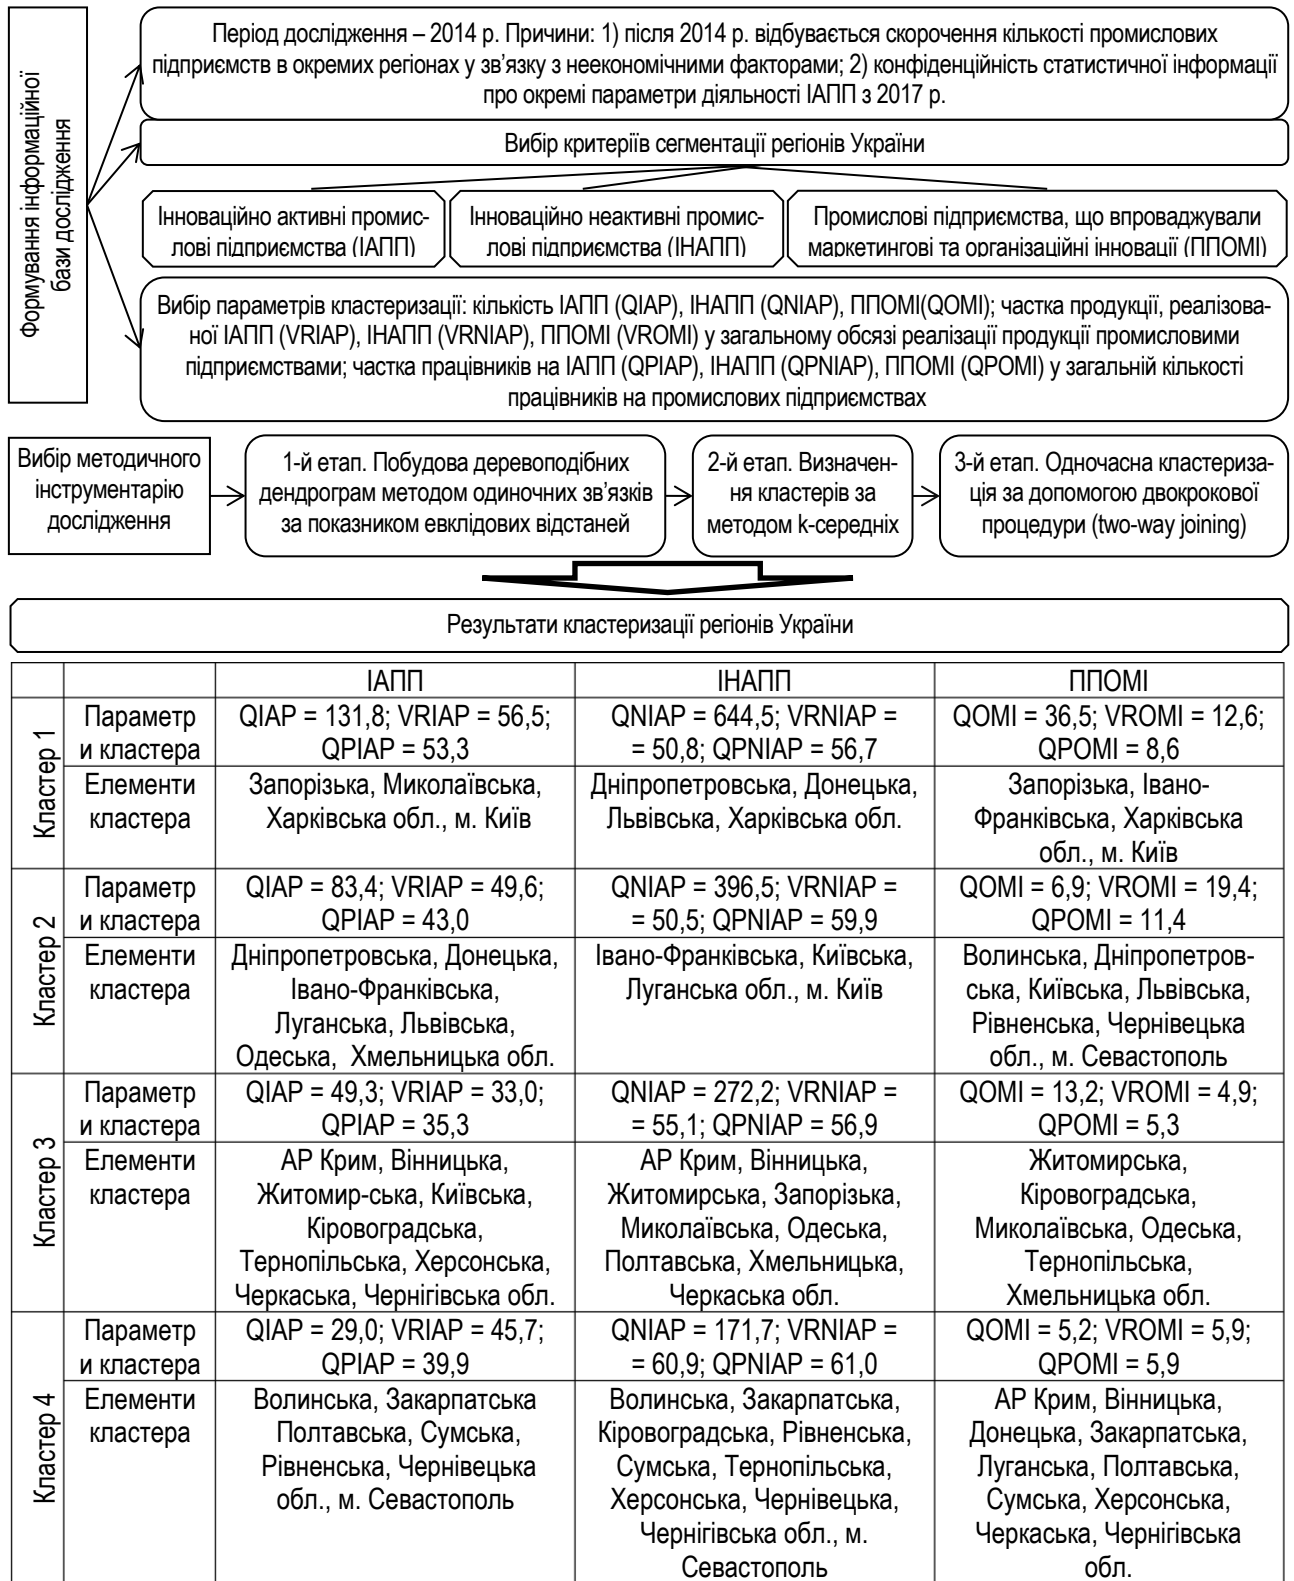 Формування інформаційної
бази дослідження
Період дослідження – 2014 р. Причини: 1) після 2014 р. відбувається скорочення кількості промислових
підприємств в окремих регіонах у зв’язку з неекономічними факторами; 2) конфіденційність статистичної інформації
про окремі параметри діяльності ІАПП з 2017 р.
Вибір критеріїв сегментації регіонів України
Інноваційно активні промис-
лові підприємства (ІАПП)
Інноваційно неактивні промис-
лові підприємства (ІНАПП)
Промислові підприємства, що впроваджували
маркетингові та організаційні інновації (ППОМІ)
Вибір параметрів кластеризації: кількість ІАПП (QIAP), ІНАПП (QNIAP), ППОМІ(QOMI); частка продукції, реалізова-
ної ІАПП (VRIAP), ІНАПП (VRNIAP), ППОМІ (VROMI) у загальному обсязі реалізації продукції промисловими
підприємствами; частка працівників на ІАПП (QPIAP), ІНАПП (QPNIAP), ППОМІ (QPOMI) у загальній кількості
працівників на промислових підприємствах
Вибір методичного
інструментарію
дослідження
1-й етап. Побудова деревоподібних
дендрограм методом одиночних зв’язків
за показником евклідових відстаней
2-й етап. Визначен-
ня кластерів за
методом k-середніх
3-й етап. Одночасна кластериза-
ція за допомогою двокрокової
процедури (two-way joining)
Результати кластеризації регіонів України
ІАПП
ІНАПП
ППОМІ
Кластер 1
Параметр
и кластера
QIAP = 131,8; VRIAP = 56,5;
QPIAP = 53,3
QNIAP = 644,5; VRNIAP =
= 50,8; QPNIAP = 56,7
QOMI = 36,5; VROMI = 12,6;
QPOMI = 8,6
Елементи
кластера
Запорізька, Миколаївська,
Харківська обл., м. Київ
Дніпропетровська, Донецька,
Львівська, Харківська обл.
Запорізька, Івано-
Франківська, Харківська
обл., м. Київ
Кластер 2
Параметр
и кластера
QIAP = 83,4; VRIAP = 49,6;
QPIAP = 43,0
QNIAP = 396,5; VRNIAP =
= 50,5; QPNIAP = 59,9
QOMI = 6,9; VROMI = 19,4;
QPOMI = 11,4
Елементи
кластера
Дніпропетровська, Донецька,
Івано-Франківська,
Луганська, Львівська,
Одеська, Хмельницька обл.
Івано-Франківська, Київська,
Луганська обл., м. Київ
Волинська, Дніпропетров-
ська, Київська, Львівська,
Рівненська, Чернівецька
обл., м. Севастополь
Кластер 3
Параметр
и кластера
QIAP = 49,3; VRIAP = 33,0;
QPIAP = 35,3
QNIAP = 272,2; VRNIAP =
= 55,1; QPNIAP = 56,9
QOMI = 13,2; VROMI = 4,9;
QPOMI = 5,3
Елементи
кластера
АР Крим, Вінницька,
Житомир-ська, Київська,
Кіровоградська,
Тернопільська, Херсонська,
Черкаська, Чернігівська обл.
АР Крим, Вінницька,
Житомирська, Запорізька,
Миколаївська, Одеська,
Полтавська, Хмельницька,
Черкаська обл.
Житомирська,
Кіровоградська,
Миколаївська, Одеська,
Тернопільська,
Хмельницька обл.
Кластер 4
Параметр
и кластера
QIAP = 29,0; VRIAP = 45,7;
QPIAP = 39,9
QNIAP = 171,7; VRNIAP =
= 60,9; QPNIAP = 61,0
QOMI = 5,2; VROMI = 5,9;
QPOMI = 5,9
Елементи
кластера
Волинська, Закарпатська
Полтавська, Сумська,
Рівненська, Чернівецька
обл., м. Севастополь
Волинська, Закарпатська,
Кіровоградська, Рівненська,
Сумська, Тернопільська,
Херсонська, Чернівецька,
Чернігівська обл., м.
Севастополь
АР Крим, Вінницька,
Донецька, Закарпатська,
Луганська, Полтавська,
Сумська, Херсонська,
Черкаська, Чернігівська
обл.